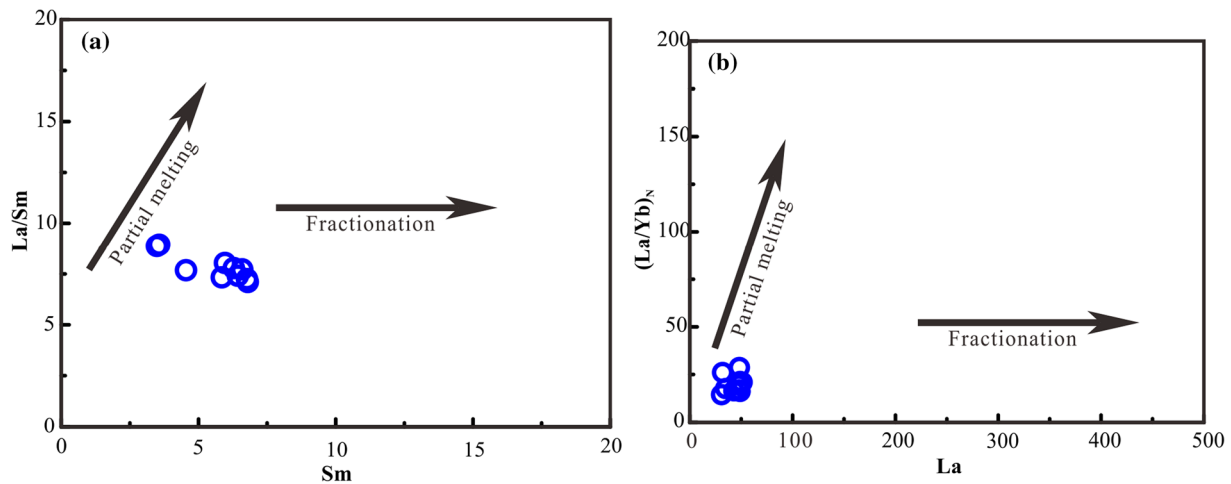 (a)
20
15
10
5
0
La/Sm
Partial melting
Fractionation
0 5 10 15 20
Sm
(b)
200
150
100
50
0
(La/Yb)N
Partial melting
Fractionation
0 100 200 300 400 500
La